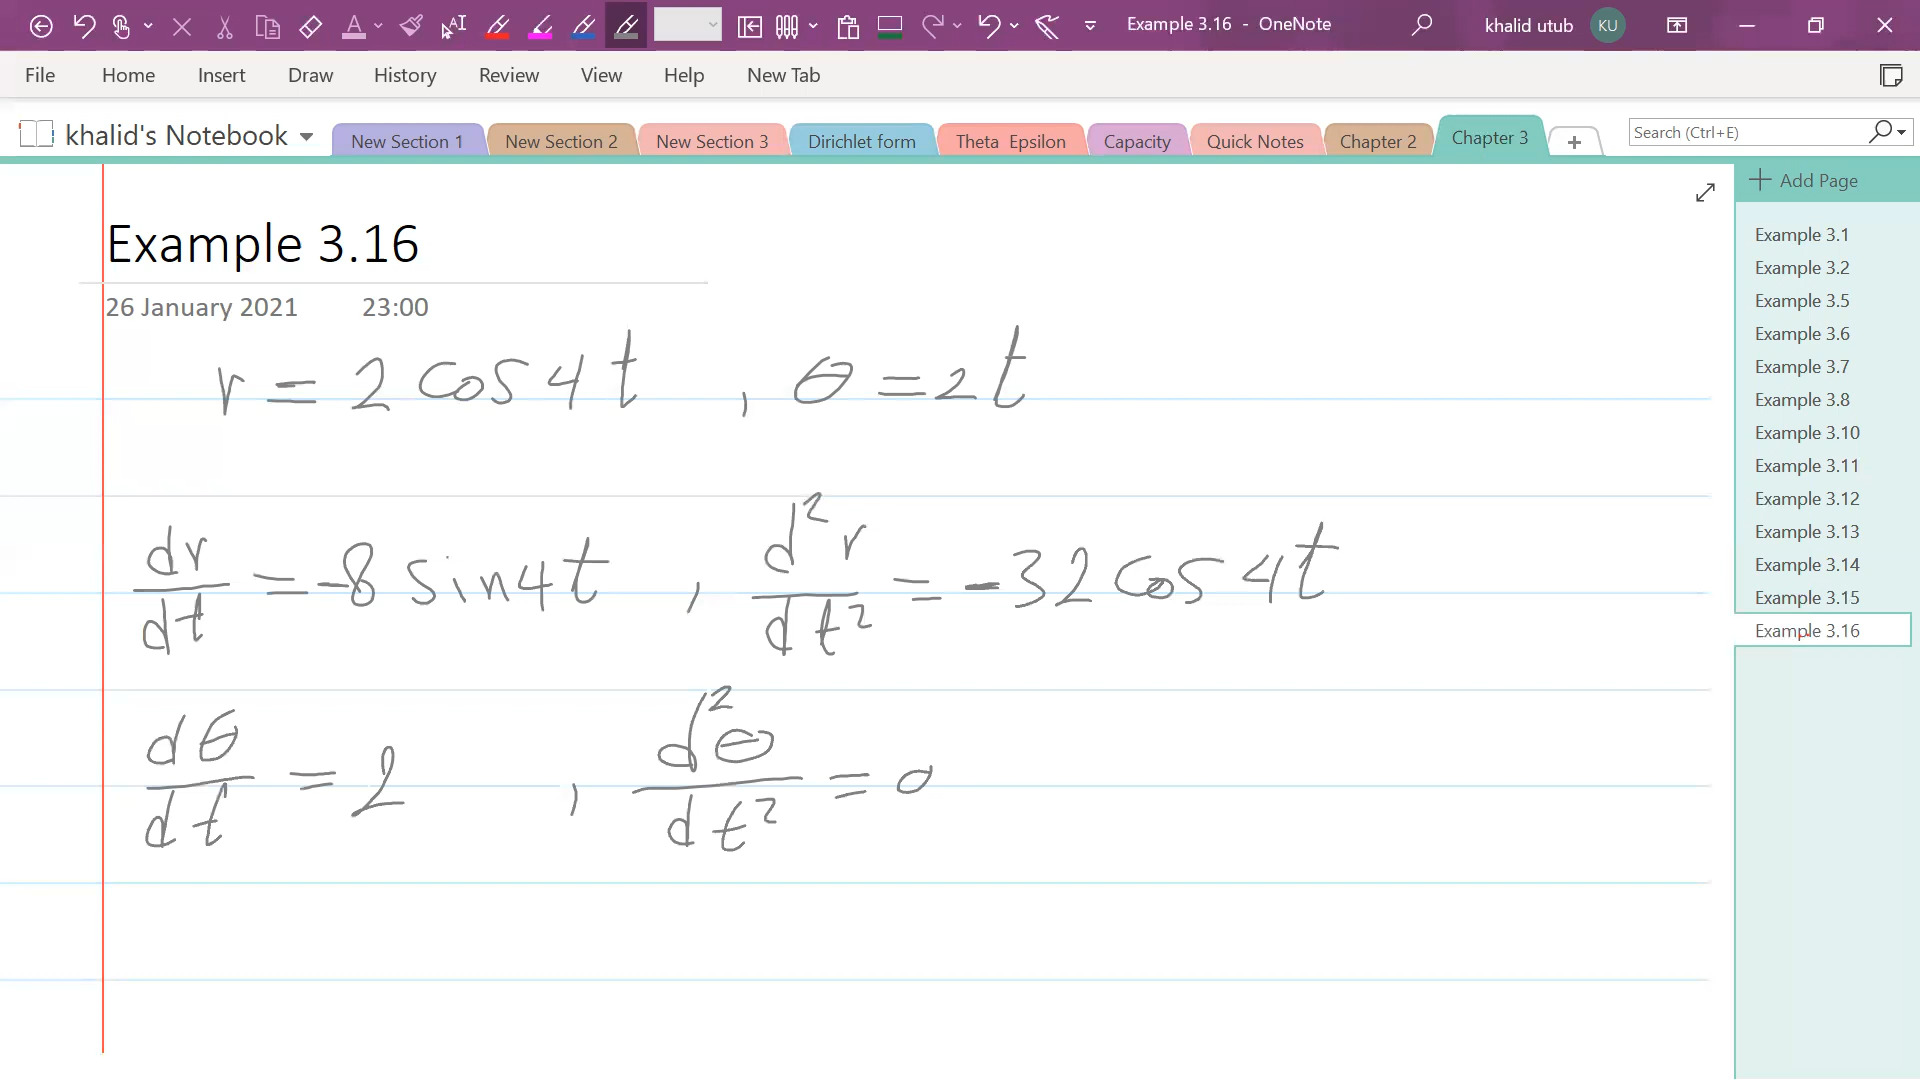 Example 3.16 - OneNote
khalid utub
KU
File Home Insert Draw History Review View Help New Tab
khalid's Notebook
New Section 1 New Section 2 New Section 3 Dirichlet form Theta Epsilon Capacity Quick Notes Chapter 2 Chapter 3
Search (Ctrl+E)
Add Page
Example 3.1
Example 3.2
Example 3.5
Example 3.6
Example 3.7
Example 3.8
Example 3.10
Example 3.11
Example 3.12
Example 3.13
Example 3.14
Example 3.15
Example 3.16
Example 3.16
26 January 2021 23:00
r = 2 cos 4t , θ = 2t
dr/dt = -8 sin 4t , d²r/dt² = -32 cos 4t
dθ/dt = 2 , d²θ/dt² = 0